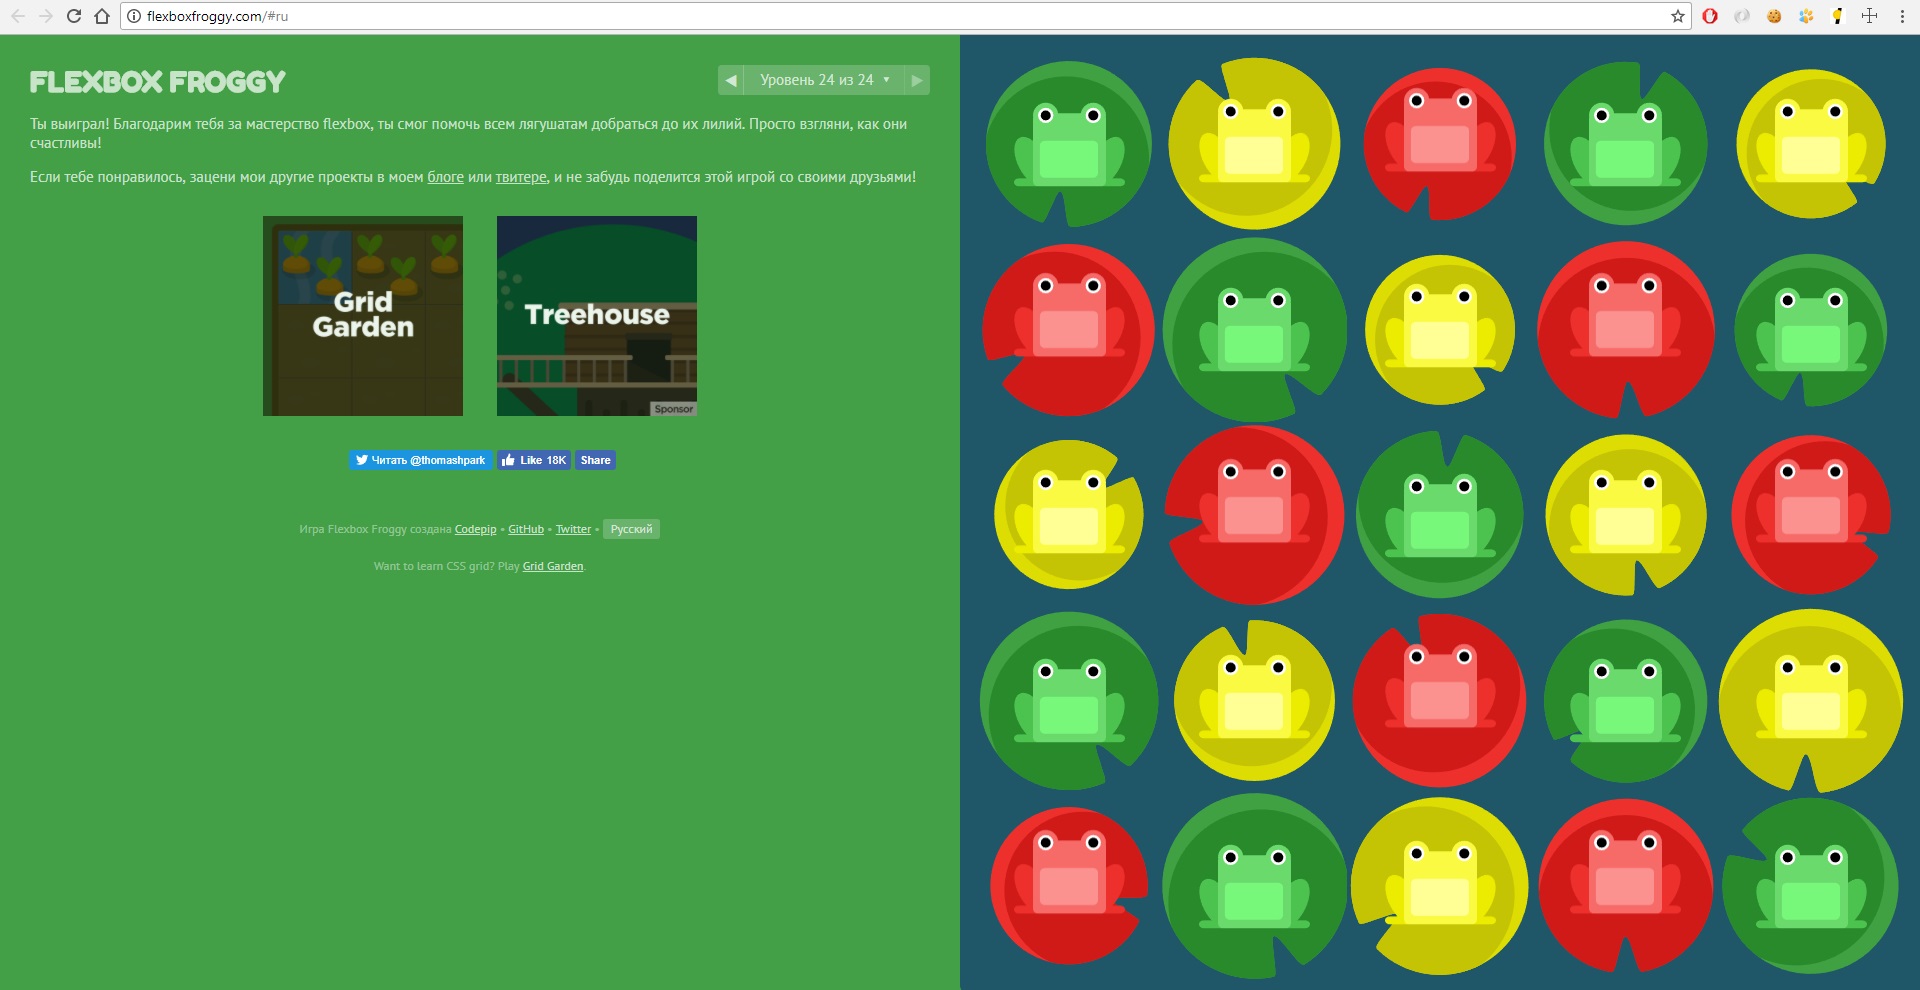 flexboxfroggy.com/#ru
FLEXBOX FROGGY
◀ Уровень 24 из 24 ▼ ▶
Ты выиграл! Благодарим тебя за мастерство flexbox, ты смог помочь всем лягушатам добраться до их лилий. Просто взгляни, как они
счастливы!
Если тебе понравилось, зацени мои другие проекты в моем блоге или твитере, и не забудь поделится этой игрой со своими друзьями!
Grid
Garden
Treehouse
Sponsor
Читать @thomashpark Like 18K Share
Игра Flexbox Froggy создана Codepip • GitHub • Twitter • Русский
Want to learn CSS grid? Play Grid Garden.